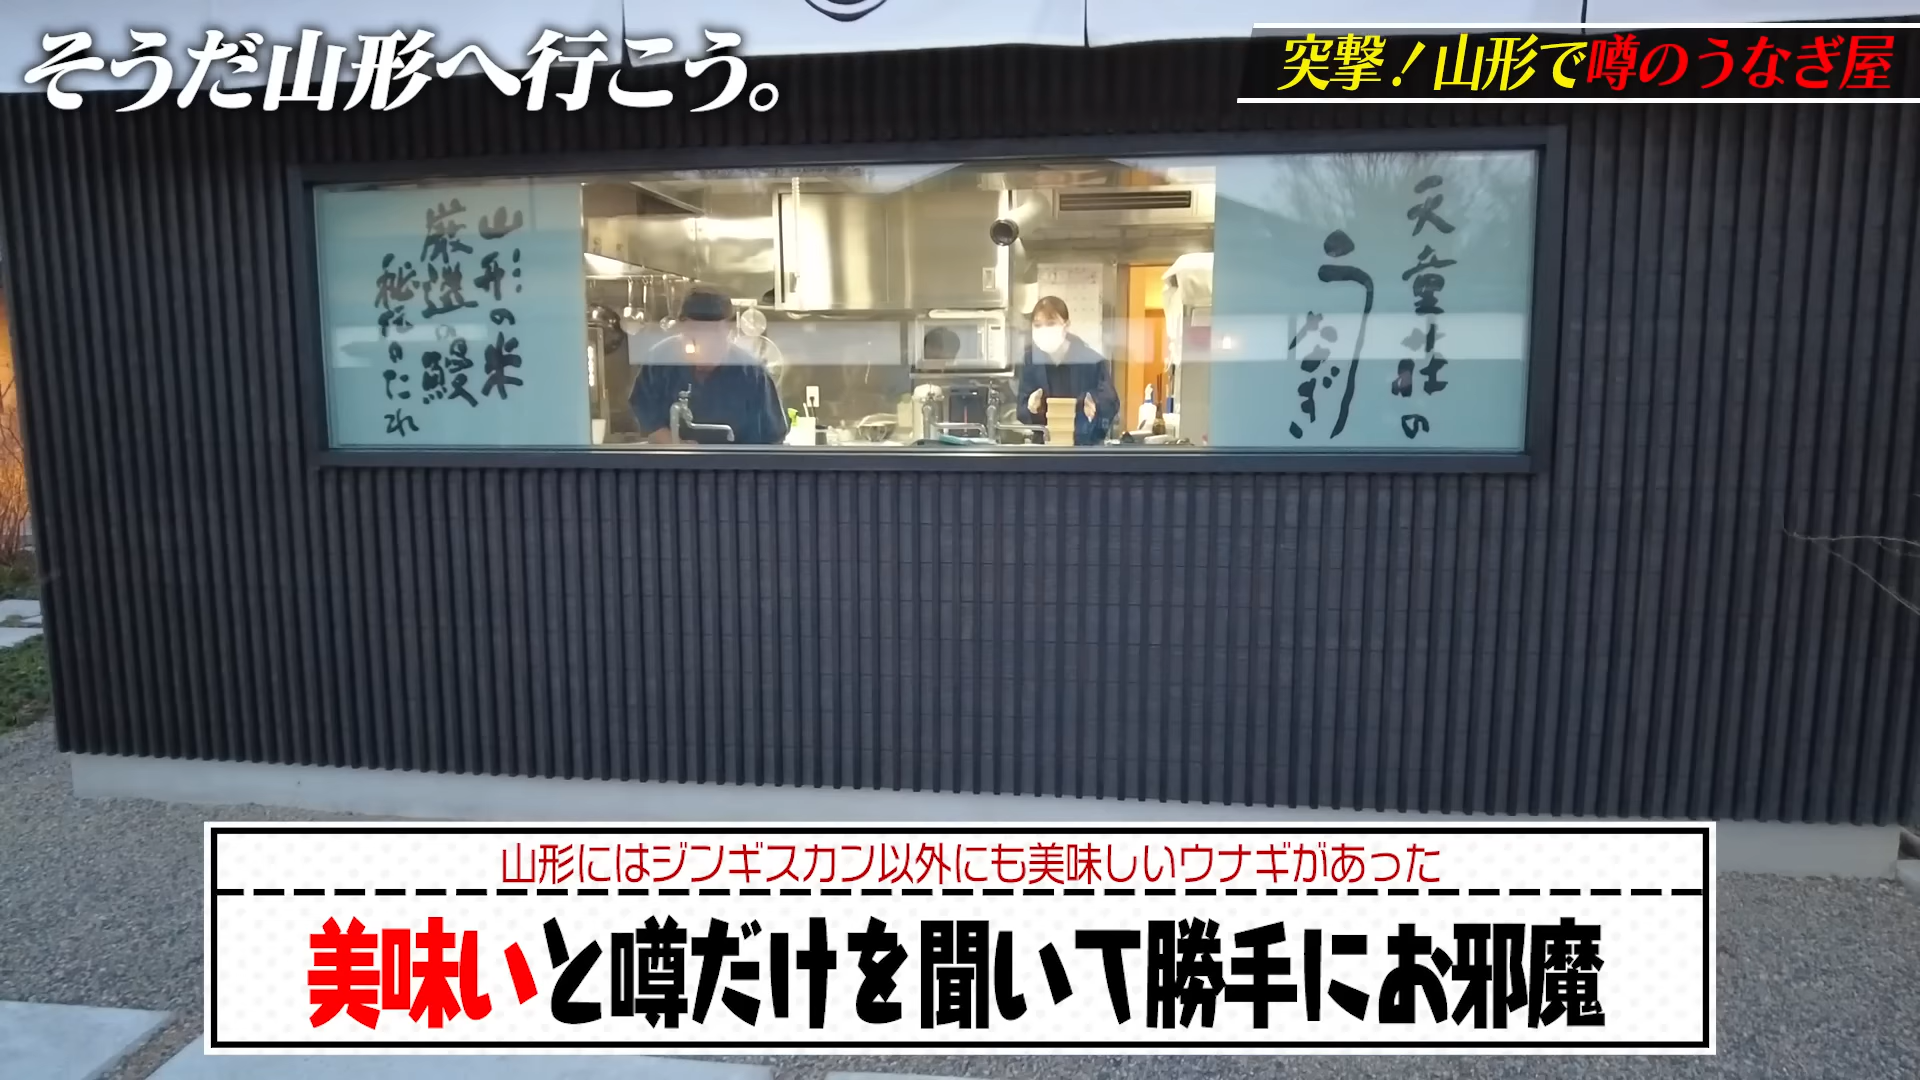 そうだ山形へ行こう。
突撃！山形で噂のうなぎ屋
天童荘の
うなぎ
山形の米
厳選の鰻
秘伝のたれ
山形にはジンギスカン以外にも美味しいウナギがあった
美味いと噂だけを聞いて勝手にお邪魔